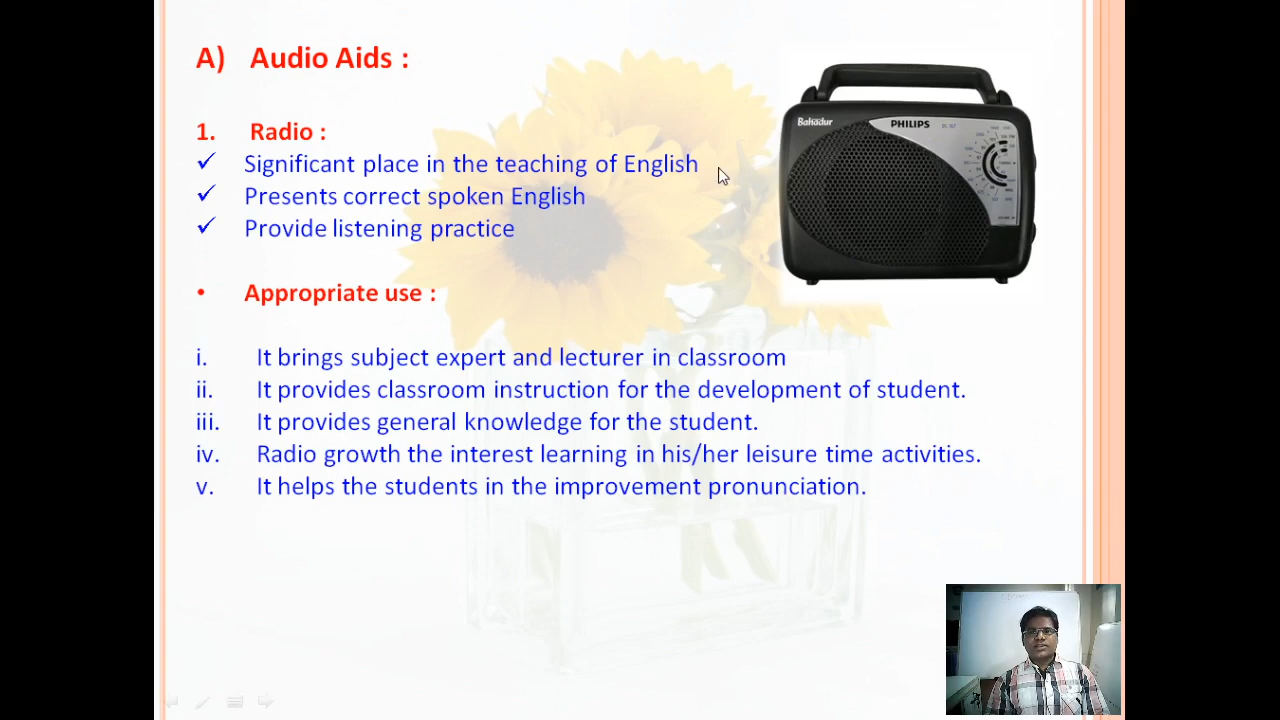 A) Audio Aids :
1. Radio :
✓ Significant place in the teaching of English
✓ Presents correct spoken English
✓ Provide listening practice
• Appropriate use :
i. It brings subject expert and lecturer in classroom
ii. It provides classroom instruction for the development of student.
iii. It provides general knowledge for the student.
iv. Radio growth the interest learning in his/her leisure time activities.
v. It helps the students in the improvement pronunciation.
Bahadur
PHILIPS